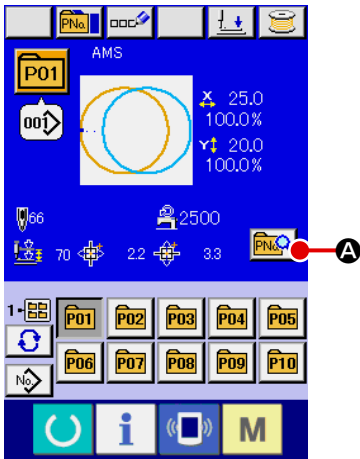 PNo.
AMS
P01
001
X 25.0
100.0%
Y 20.0
100.0%
66 2500
70 2.2 3.3
PNo.
A
1-
P01 P02 P03 P04 P05
No.
P06 P07 P08 P09 P10
i M